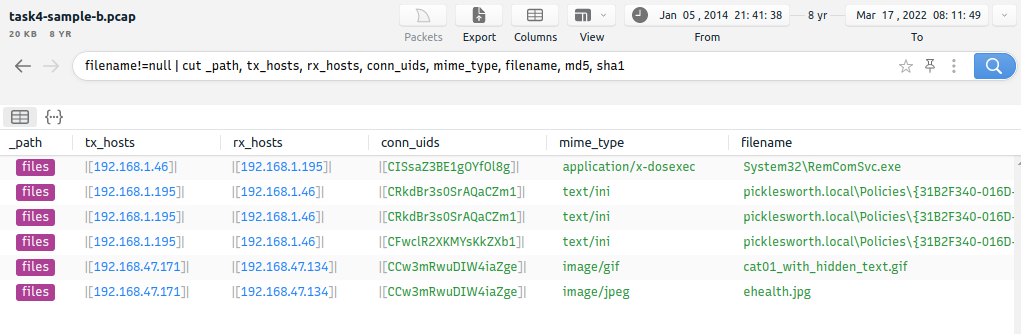 task4-sample-b.pcap
20 KB 8 YR
Packets Export Columns View
Jan 05 , 2014 21 : 41 : 38 8 yr Mar 17 , 2022 08 : 11 : 49
From To
filename!=null | cut _path, tx_hosts, rx_hosts, conn_uids, mime_type, filename, md5, sha1
_path tx_hosts rx_hosts conn_uids mime_type filename
files |[192.168.1.46]| |[192.168.1.195]| |[CISsaZ3BE1gOYfOl8g]| application/x-dosexec System32\RemComSvc.exe
files |[192.168.1.195]| |[192.168.1.46]| |[CRkdBr3sOSrAQaCZm1]| text/ini picklesworth.local\Policies\{31B2F340-016D-
files |[192.168.1.195]| |[192.168.1.46]| |[CRkdBr3sOSrAQaCZm1]| text/ini picklesworth.local\Policies\{31B2F340-016D-
files |[192.168.1.195]| |[192.168.1.46]| |[CFwclR2XKMYsKkZXb1]| text/ini picklesworth.local\Policies\{31B2F340-016D-
files |[192.168.47.171]| |[192.168.47.134]| |[CCw3mRwuDIW4iaZge]| image/gif cat01_with_hidden_text.gif
files |[192.168.47.171]| |[192.168.47.134]| |[CCw3mRwuDIW4iaZge]| image/jpeg ehealth.jpg